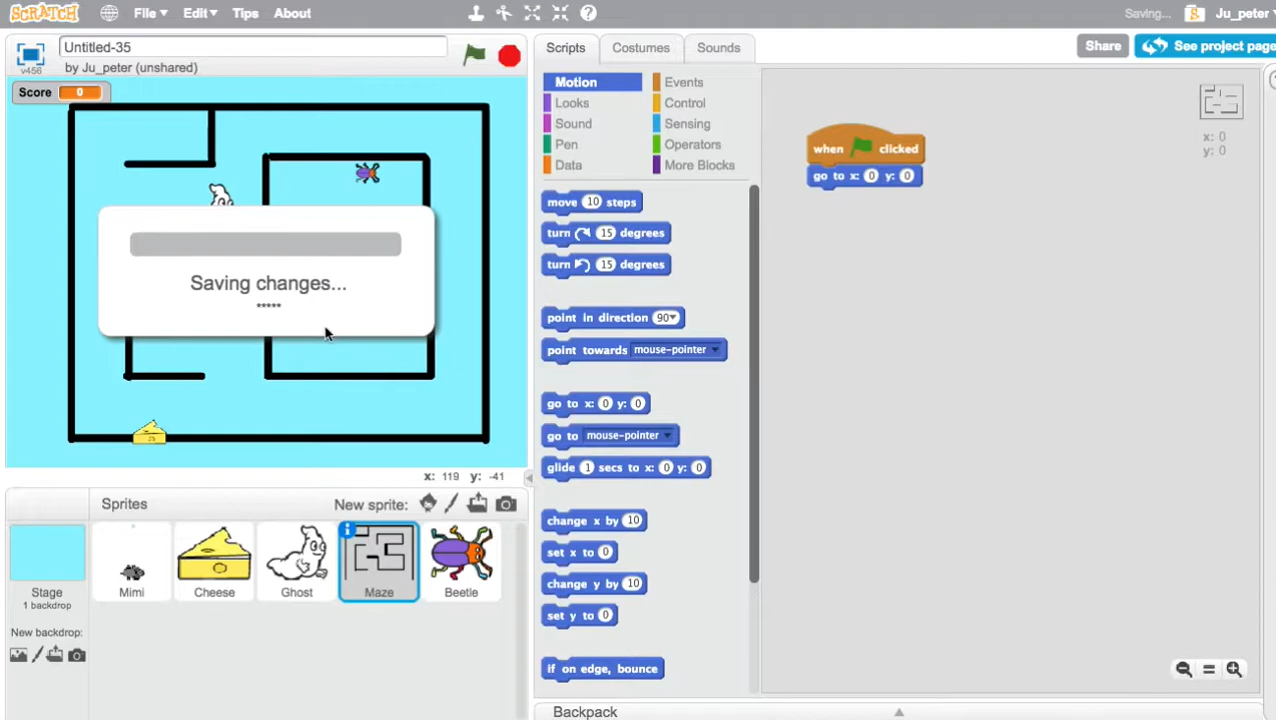 SCRATCH File Edit Tips About Saving... Ju_peter
Untitled-35
by Ju_peter (unshared)
v456
Scripts Costumes Sounds
Share See project page
Score 0
Motion Events
Looks Control
Sound Sensing
Pen Operators
Data More Blocks
when clicked
go to x: 0 y: 0
x: 0
y: 0
move 10 steps
turn 15 degrees
turn 15 degrees
point in direction 90
point towards mouse-pointer
go to x: 0 y: 0
go to mouse-pointer
glide 1 secs to x: 0 y: 0
change x by 10
set x to 0
change y by 10
set y to 0
if on edge, bounce
Saving changes...
*****
x: 119 y: -41
Sprites New sprite:
Stage
1 backdrop
New backdrop:
Mimi Cheese Ghost Maze Beetle
Backpack